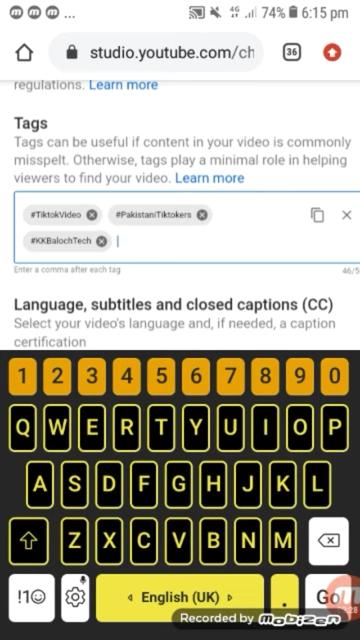 4G 74% 6:15 pm
studio.youtube.com/ch 36
regulations. Learn more
Tags
Tags can be useful if content in your video is commonly
misspelt. Otherwise, tags play a minimal role in helping
viewers to find your video. Learn more
#TiktokVideo #PakistaniTiktokers
#KKBalochTech
Enter a comma after each tag 46/5
Language, subtitles and closed captions (CC)
Select your video's language and, if needed, a caption
certification
1 2 3 4 5 6 7 8 9 0
Q W E R T Y U I O P
A S D F G H J K L
Z X C V B N M
!1☺ English (UK) . Go
Recorded by mobizen